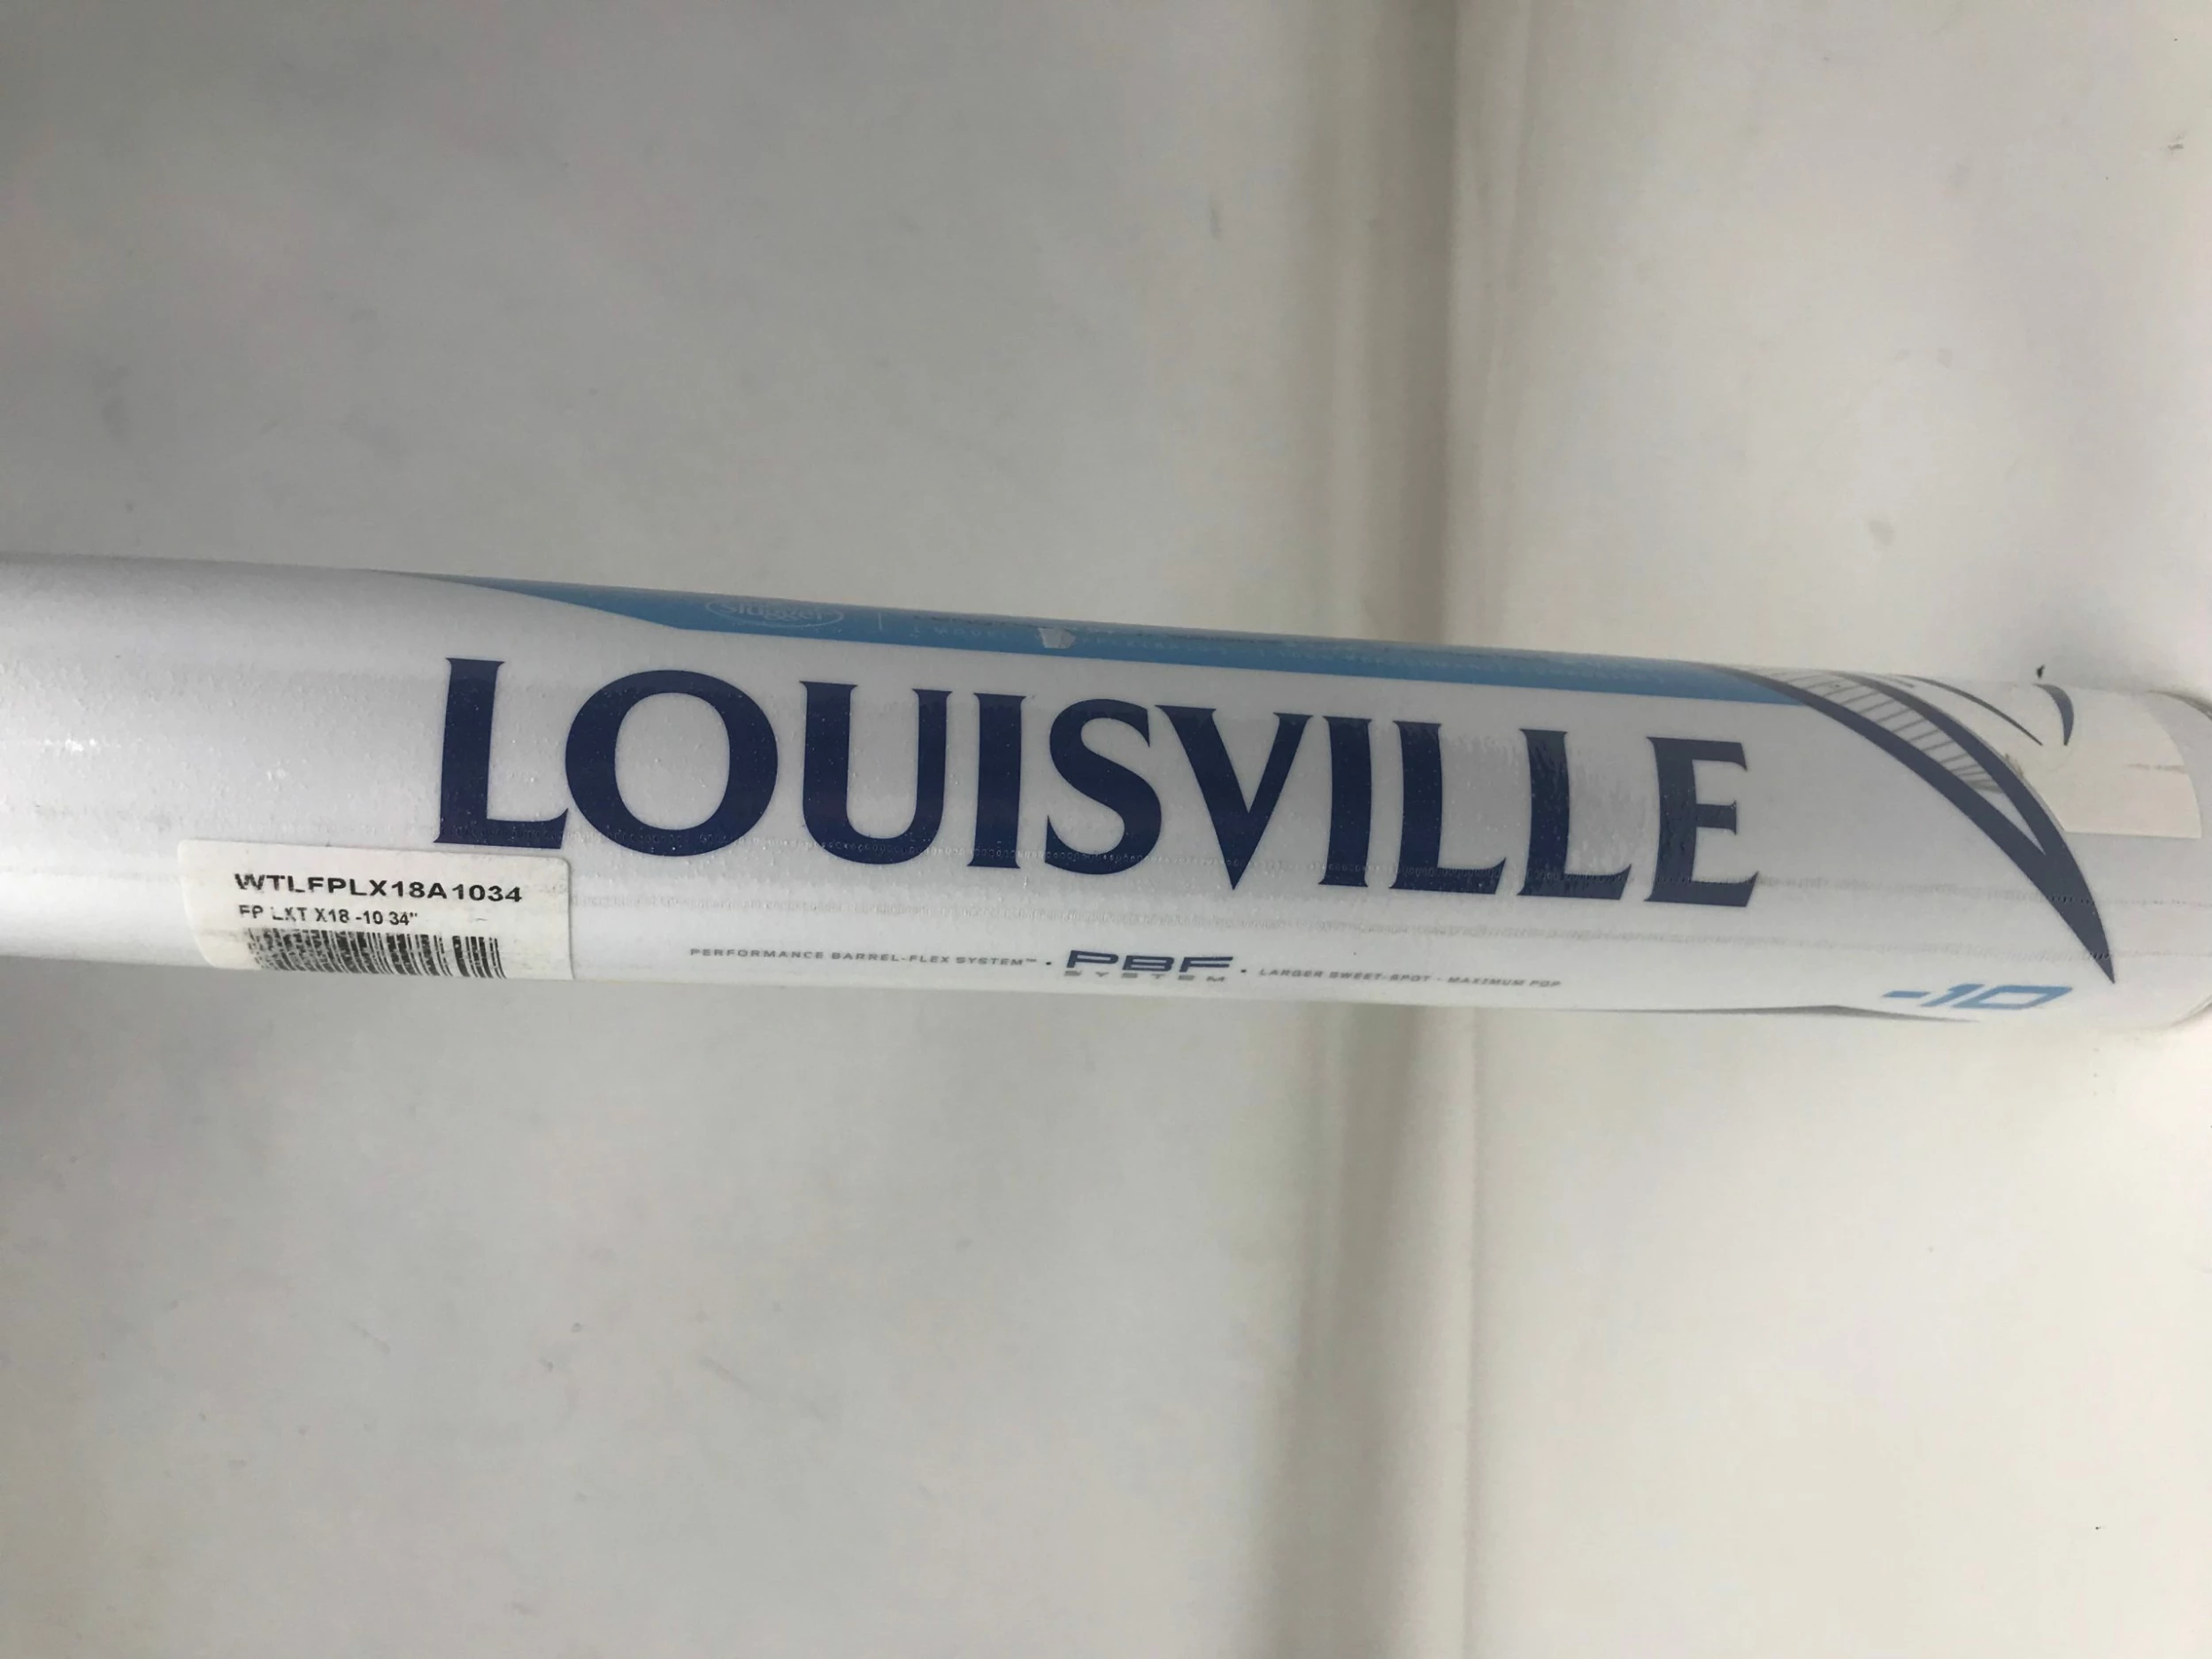 Slugger
LOUISVILLE
WTLFPLX18A1034
FP LXT X18 -10 34"
PERFORMANCE BARREL-FLEX SYSTEM™ · PBF SYSTEM · LARGER SWEET-SPOT · MAXIMUM POP
-10